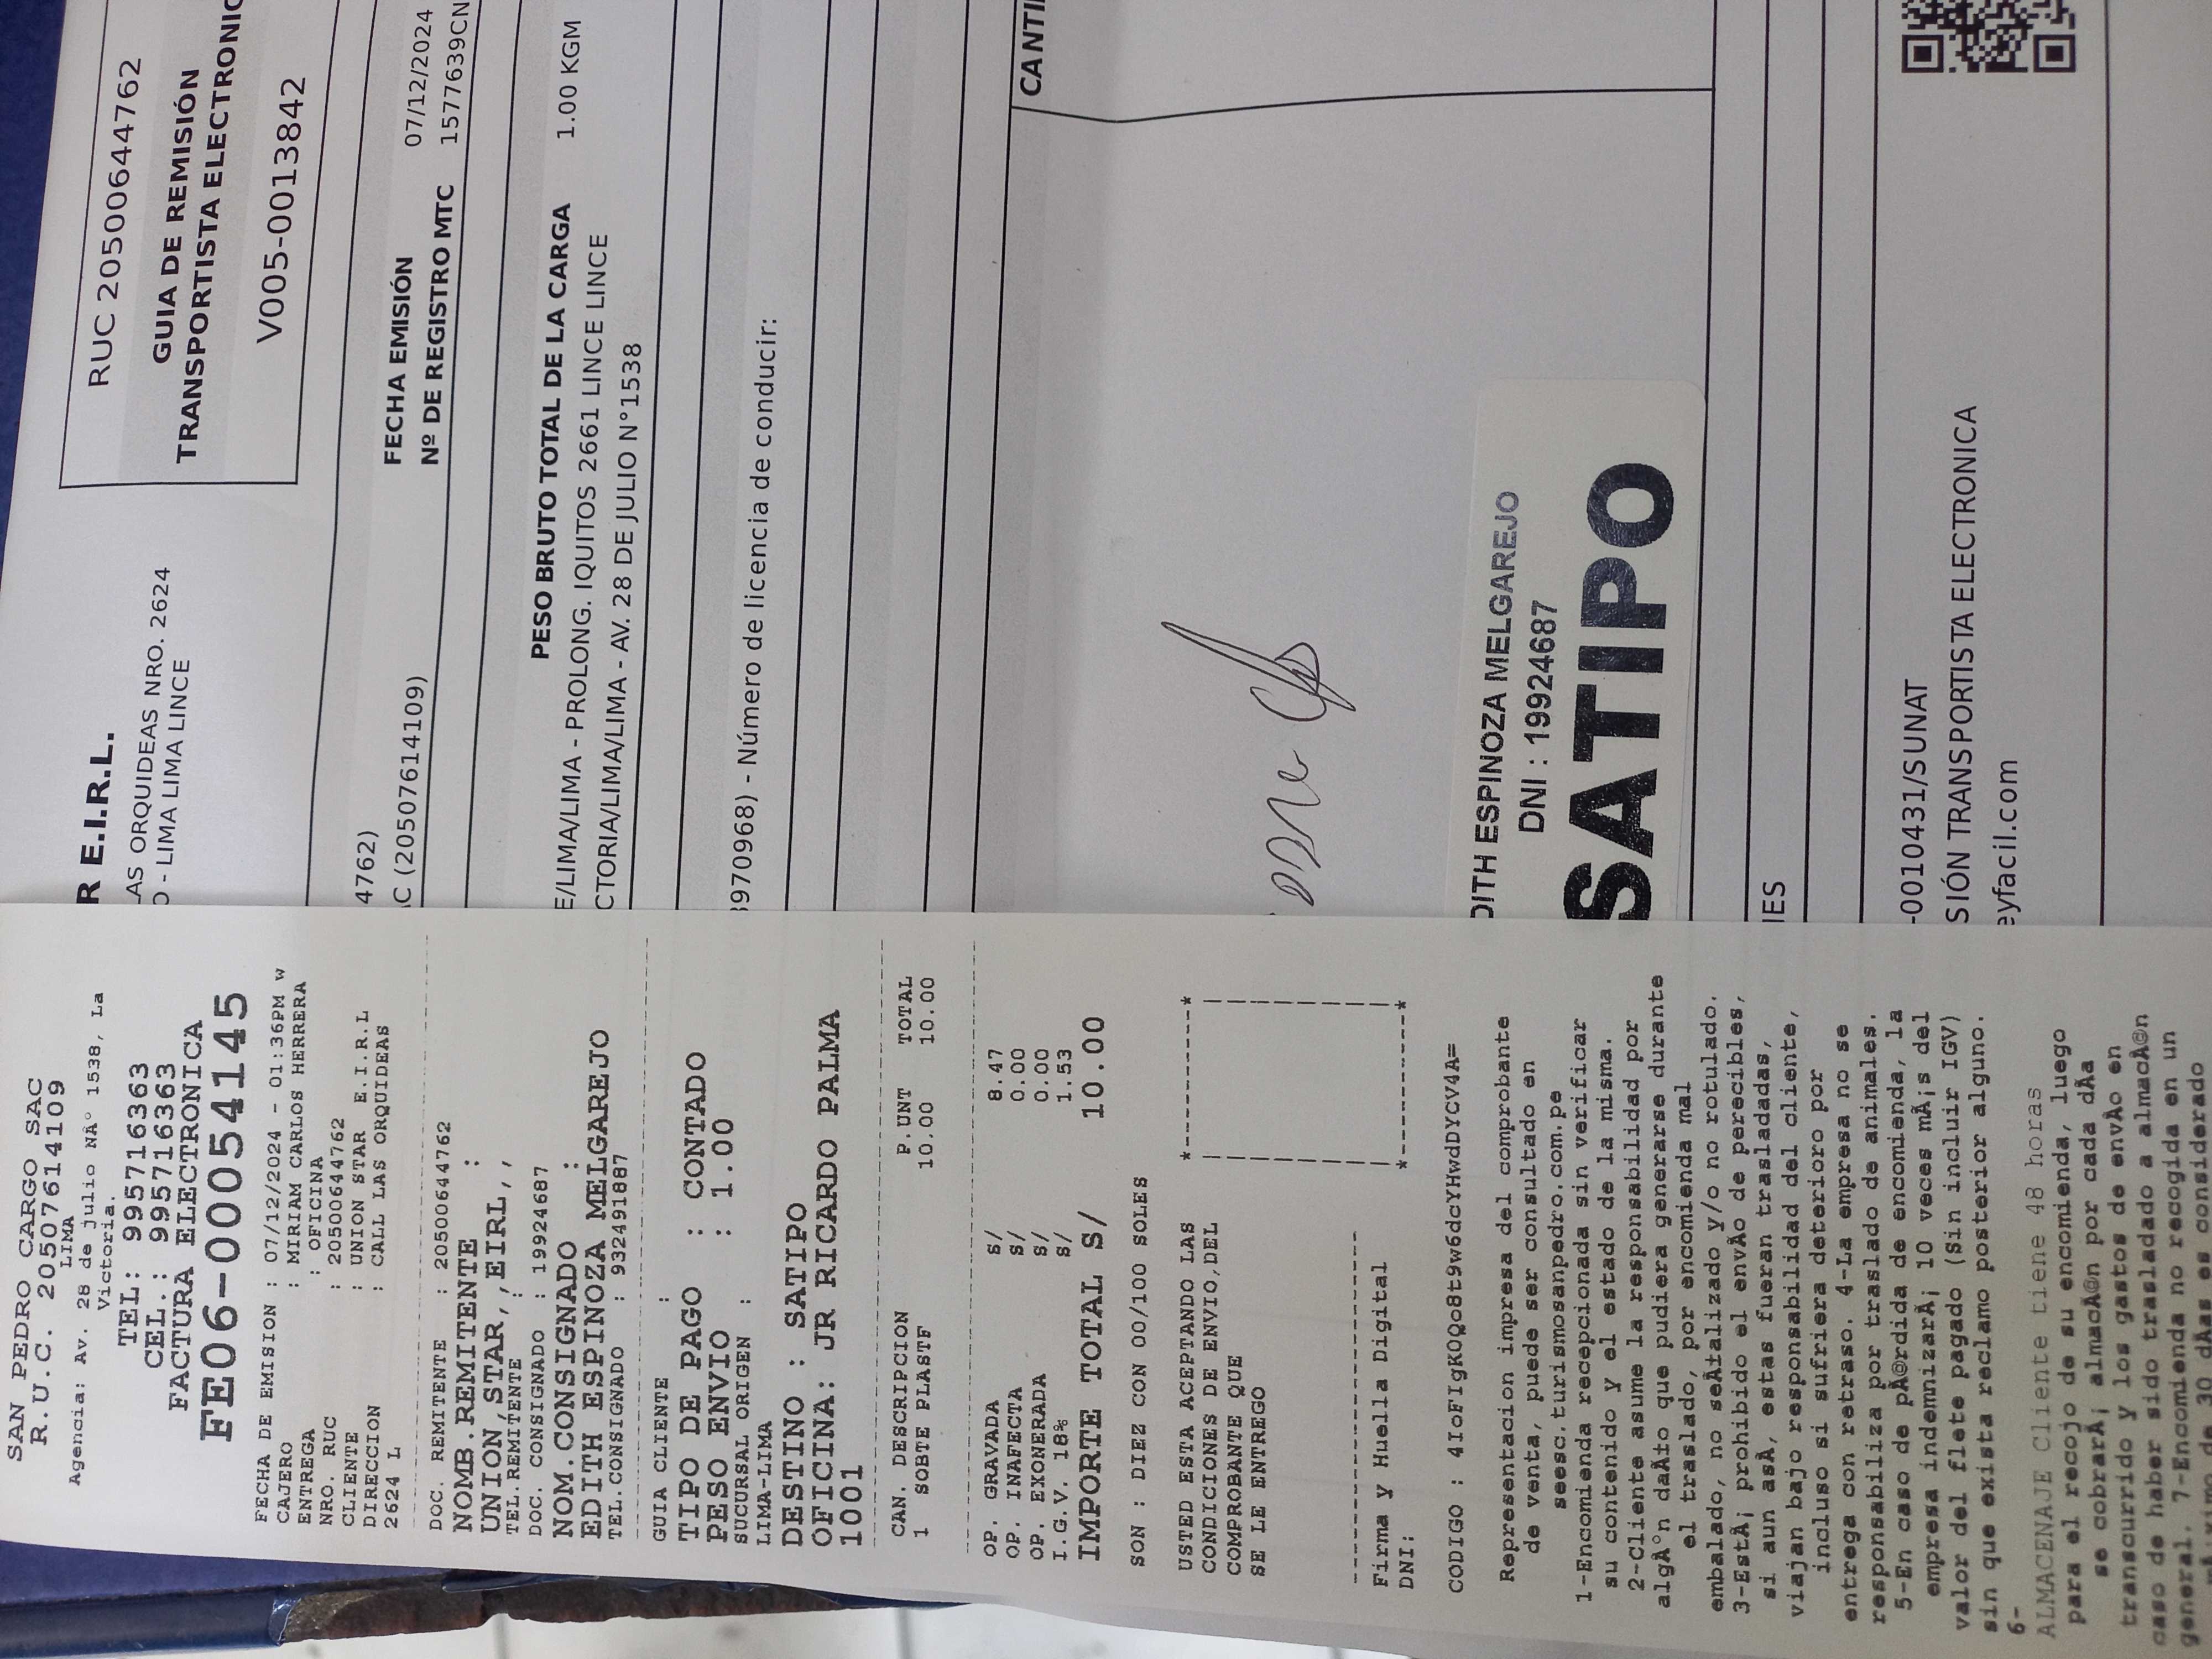 SAN PEDRO CARGO SAC
R.U.C. 20507614109
LIMA
Agencia: Av. 28 de julio NÂº 1538, La
Victoria.
TEL: 995716363
CEL.: 995716363
FACTURA ELECTRONICA
FE06-00054145
FECHA DE EMISION : 07/12/2024 - 01:36PM w
CAJERO : MIRIAM CARLOS HERRERA
ENTREGA : OFICINA
NRO. RUC : 20500644762
CLIENTE : UNION STAR E.I.R.L
DIRECCION : CALL LAS ORQUIDEAS
2624 L
DOC. REMITENTE : 20500644762
NOMB.REMITENTE :
UNION,STAR,,EIRL,,
TEL.REMITENTE :
DOC. CONSIGNADO : 19924687
NOM.CONSIGNADO :
EDITH ESPINOZA MELGAREJO
TEL.CONSIGNADO : 932491887
GUIA CLIENTE :
TIPO DE PAGO : CONTADO
PESO ENVIO : 1.00
SUCURSAL ORIGEN :
LIMA-LIMA
DESTINO : SATIPO
OFICINA: JR RICARDO PALMA
1001
CAN. DESCRIPCION P.UNT TOTAL
1 SOBTE PLASTF 10.00 10.00
OP. GRAVADA S/ 8.47
OP. INAFECTA S/ 0.00
OP. EXONERADA S/ 0.00
I.G.V. 18% S/ 1.53
IMPORTE TOTAL S/ 10.00
SON : DIEZ CON 00/100 SOLES
USTED ESTA ACEPTANDO LAS
CONDICIONES DE ENVIO,DEL
COMPROBANTE QUE
SE LE ENTREGO
Firma y Huella Digital
DNI:
CODIGO : 4IoFIgKOQo8t9w6dcYHwdDYCV4A=
Representacion impresa del comprobante
de venta, puede ser consultado en
seesc.turismosanpedro.com.pe
1-Encomienda recepcionada sin verificar
su contenido y el estado de la misma.
2-Cliente asume la responsabilidad por
algÃºn daÃ±o que pudiera generarse durante
el traslado, por encomienda mal
embalado, no seÃ±alizado y/o no rotulado.
3-EstÃ¡ prohibido el envÃ­o de perecibles,
si aun asÃ­, estas fueran trasladadas,
viajan bajo responsabilidad del cliente,
incluso si sufriera deterioro por
entrega con retraso. 4-La empresa no se
responsabiliza por traslado de animales.
5-En caso de pÃ©rdida de encomienda, la
empresa indemnizarÃ¡ 10 veces mÃ¡s del
valor del flete pagado (Sin incluir IGV)
sin que exista reclamo posterior alguno.
6-
ALMACENAJE Cliente tiene 48 horas
para el recojo de su encomienda, luego
se cobrarÃ¡ almacÃ©n por cada dÃ­a
transcurrido y los gastos de envÃ­o en
caso de haber sido trasladado a almacÃ©n
general. 7-Encomienda no recogida en un
de 30 dÃ­as es considerado
R E.I.R.L.
AS ORQUIDEAS NRO. 2624
O - LIMA LIMA LINCE
RUC 20500644762
GUIA DE REMISIÓN
TRANSPORTISTA ELECTRONIC
V005-0013842
4762)
C (20507614109)
FECHA EMISIÓN 07/12/2024
Nº DE REGISTRO MTC 1577639CN
PESO BRUTO TOTAL DE LA CARGA 1.00 KGM
E/LIMA/LIMA - PROLONG. IQUITOS 2661 LINCE LINCE
CTORIA/LIMA/LIMA - AV. 28 DE JULIO N°1538
3970968) - Número de licencia de conducir:
CANTI
DITH ESPINOZA MELGAREJO
DNI : 19924687
SATIPO
IES
-0010431/SUNAT
SIÓN TRANSPORTISTA ELECTRONICA
eyfacil.com